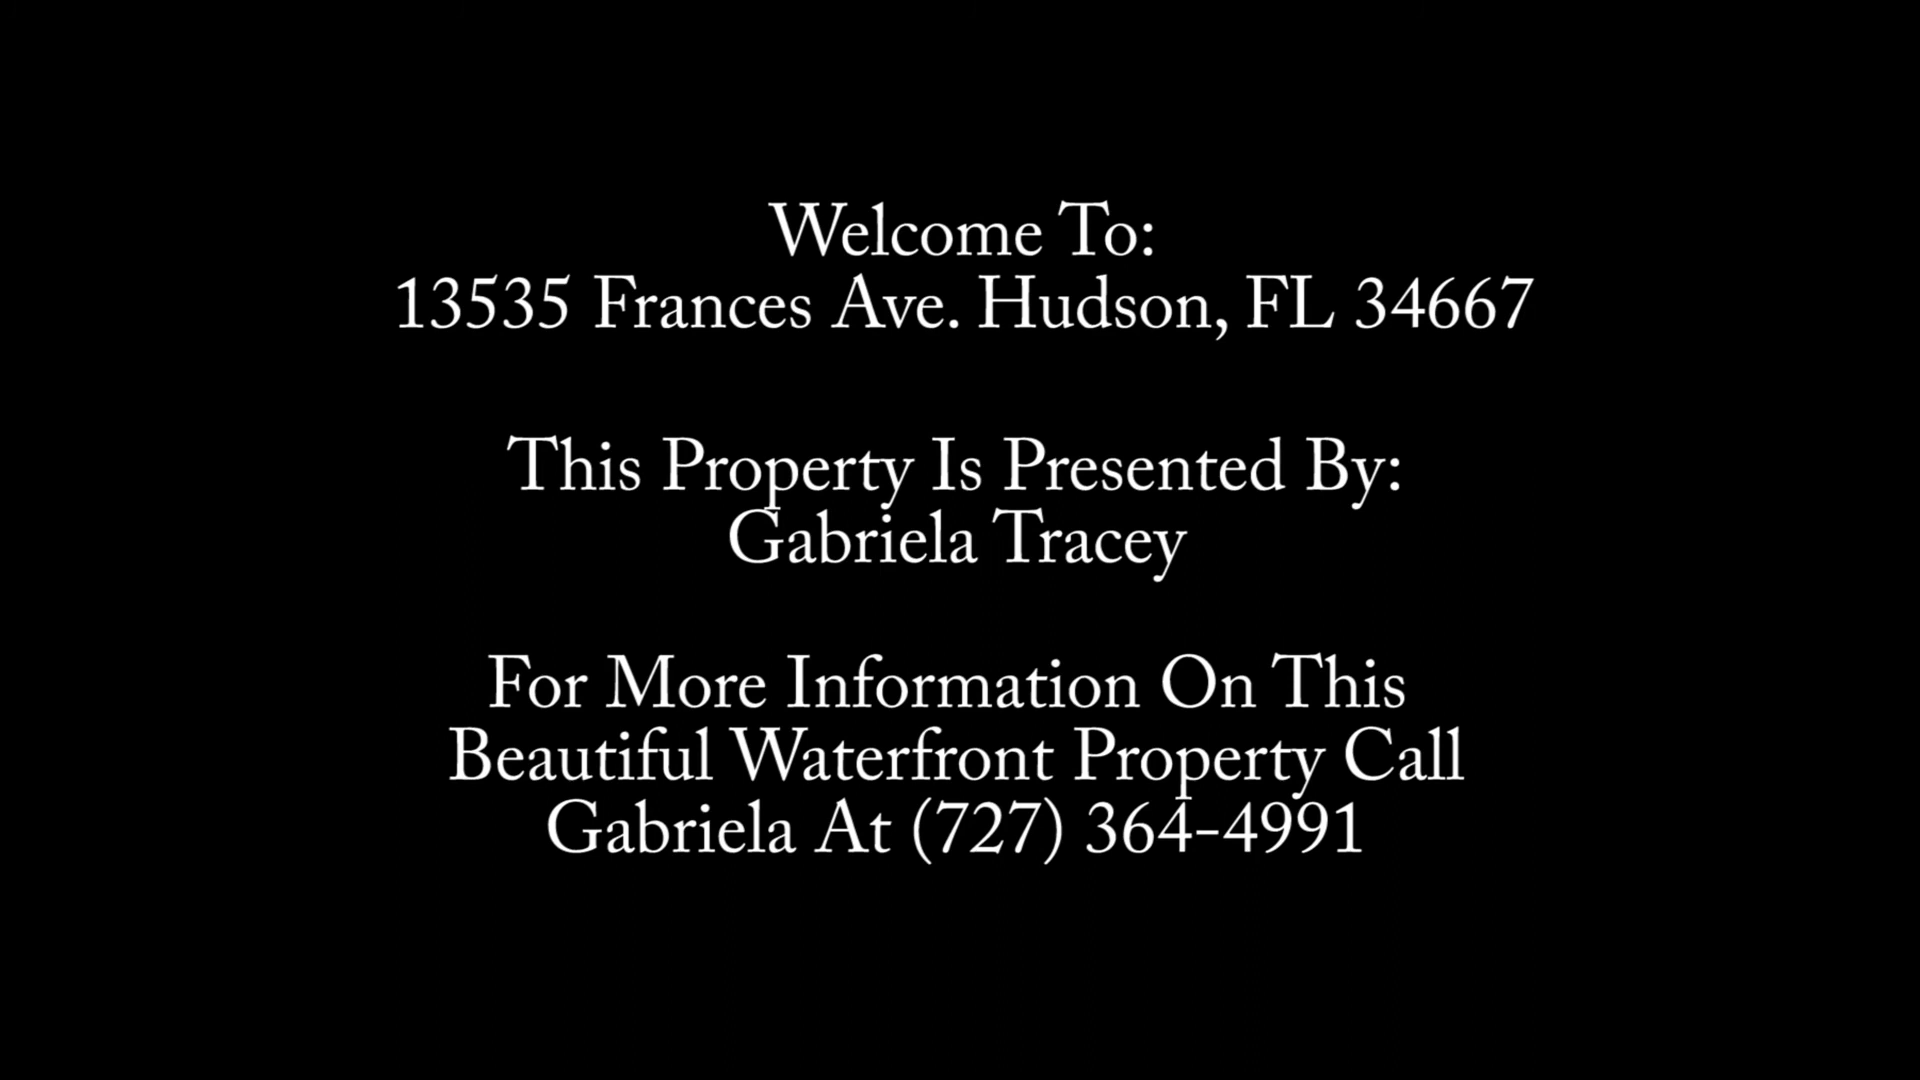 Welcome To:
13535 Frances Ave. Hudson, FL 34667
This Property Is Presented By:
Gabriela Tracey
For More Information On This
Beautiful Waterfront Property Call
Gabriela At (727) 364-4991